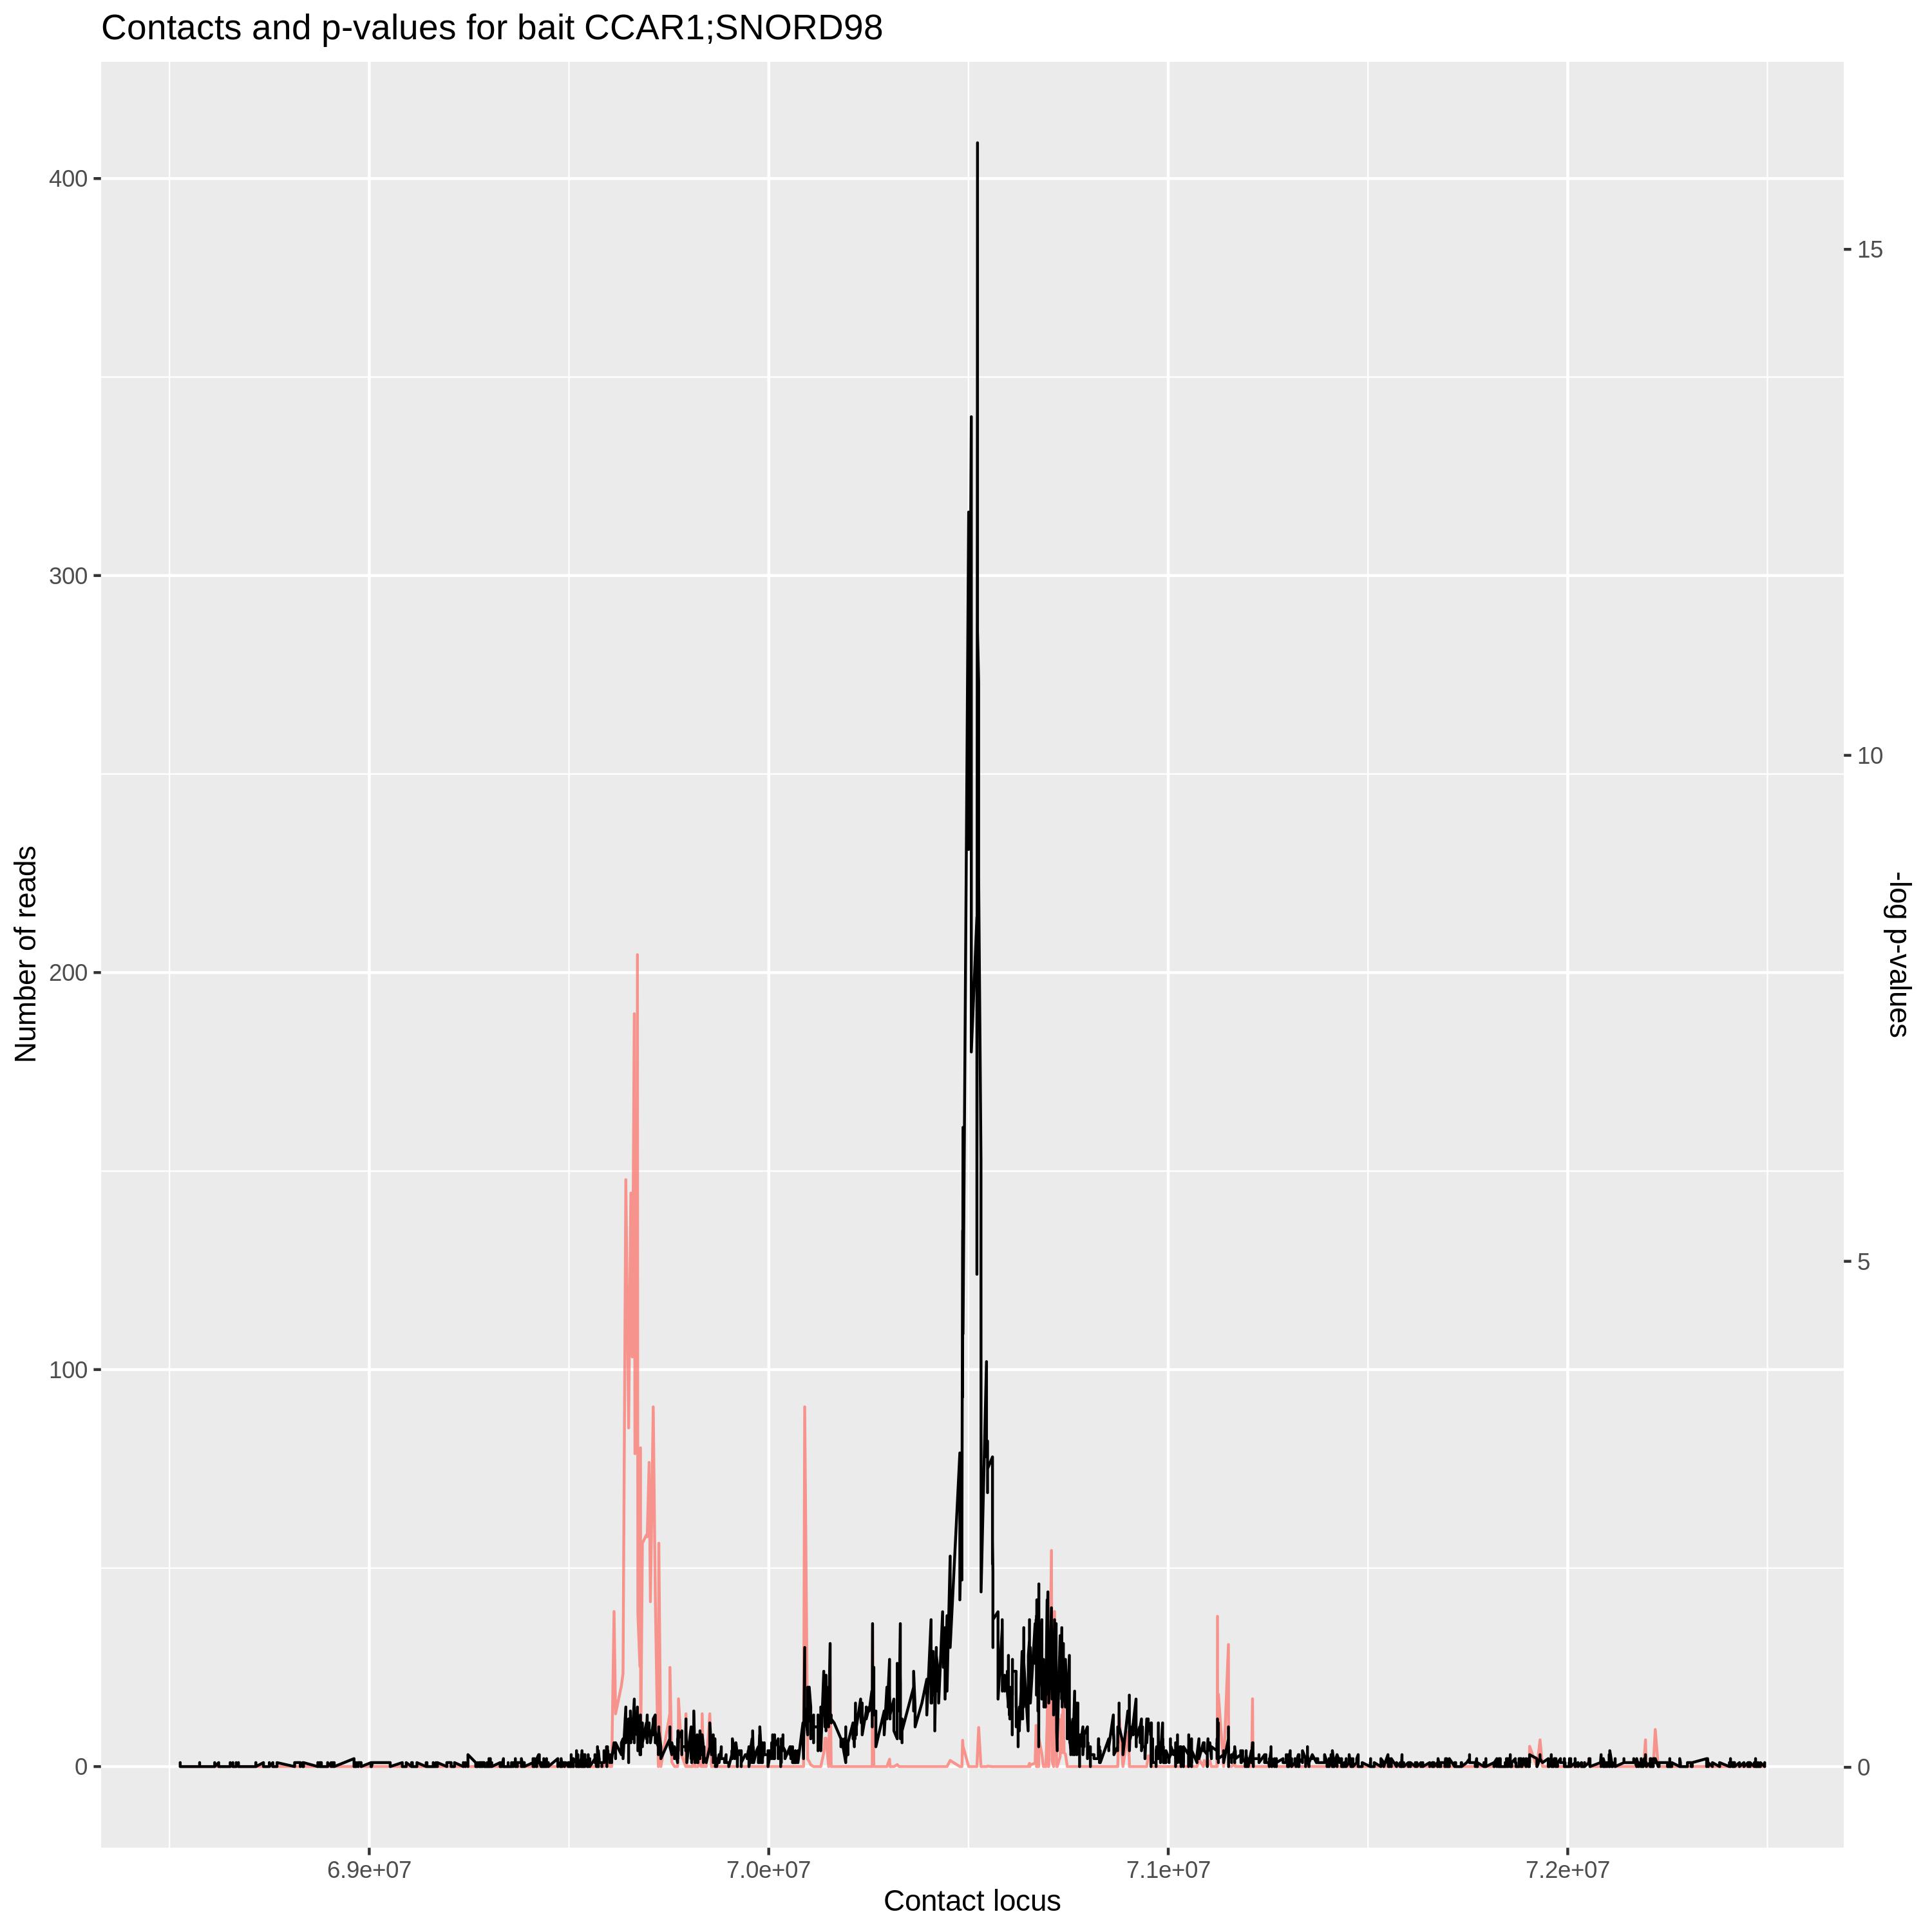 Contacts and p-values for bait CCAR1;SNORD98
400
300
200
100
0
15
10
5
0
Number of reads
-log p-values
6.9e+07
7.0e+07
7.1e+07
7.2e+07
Contact locus